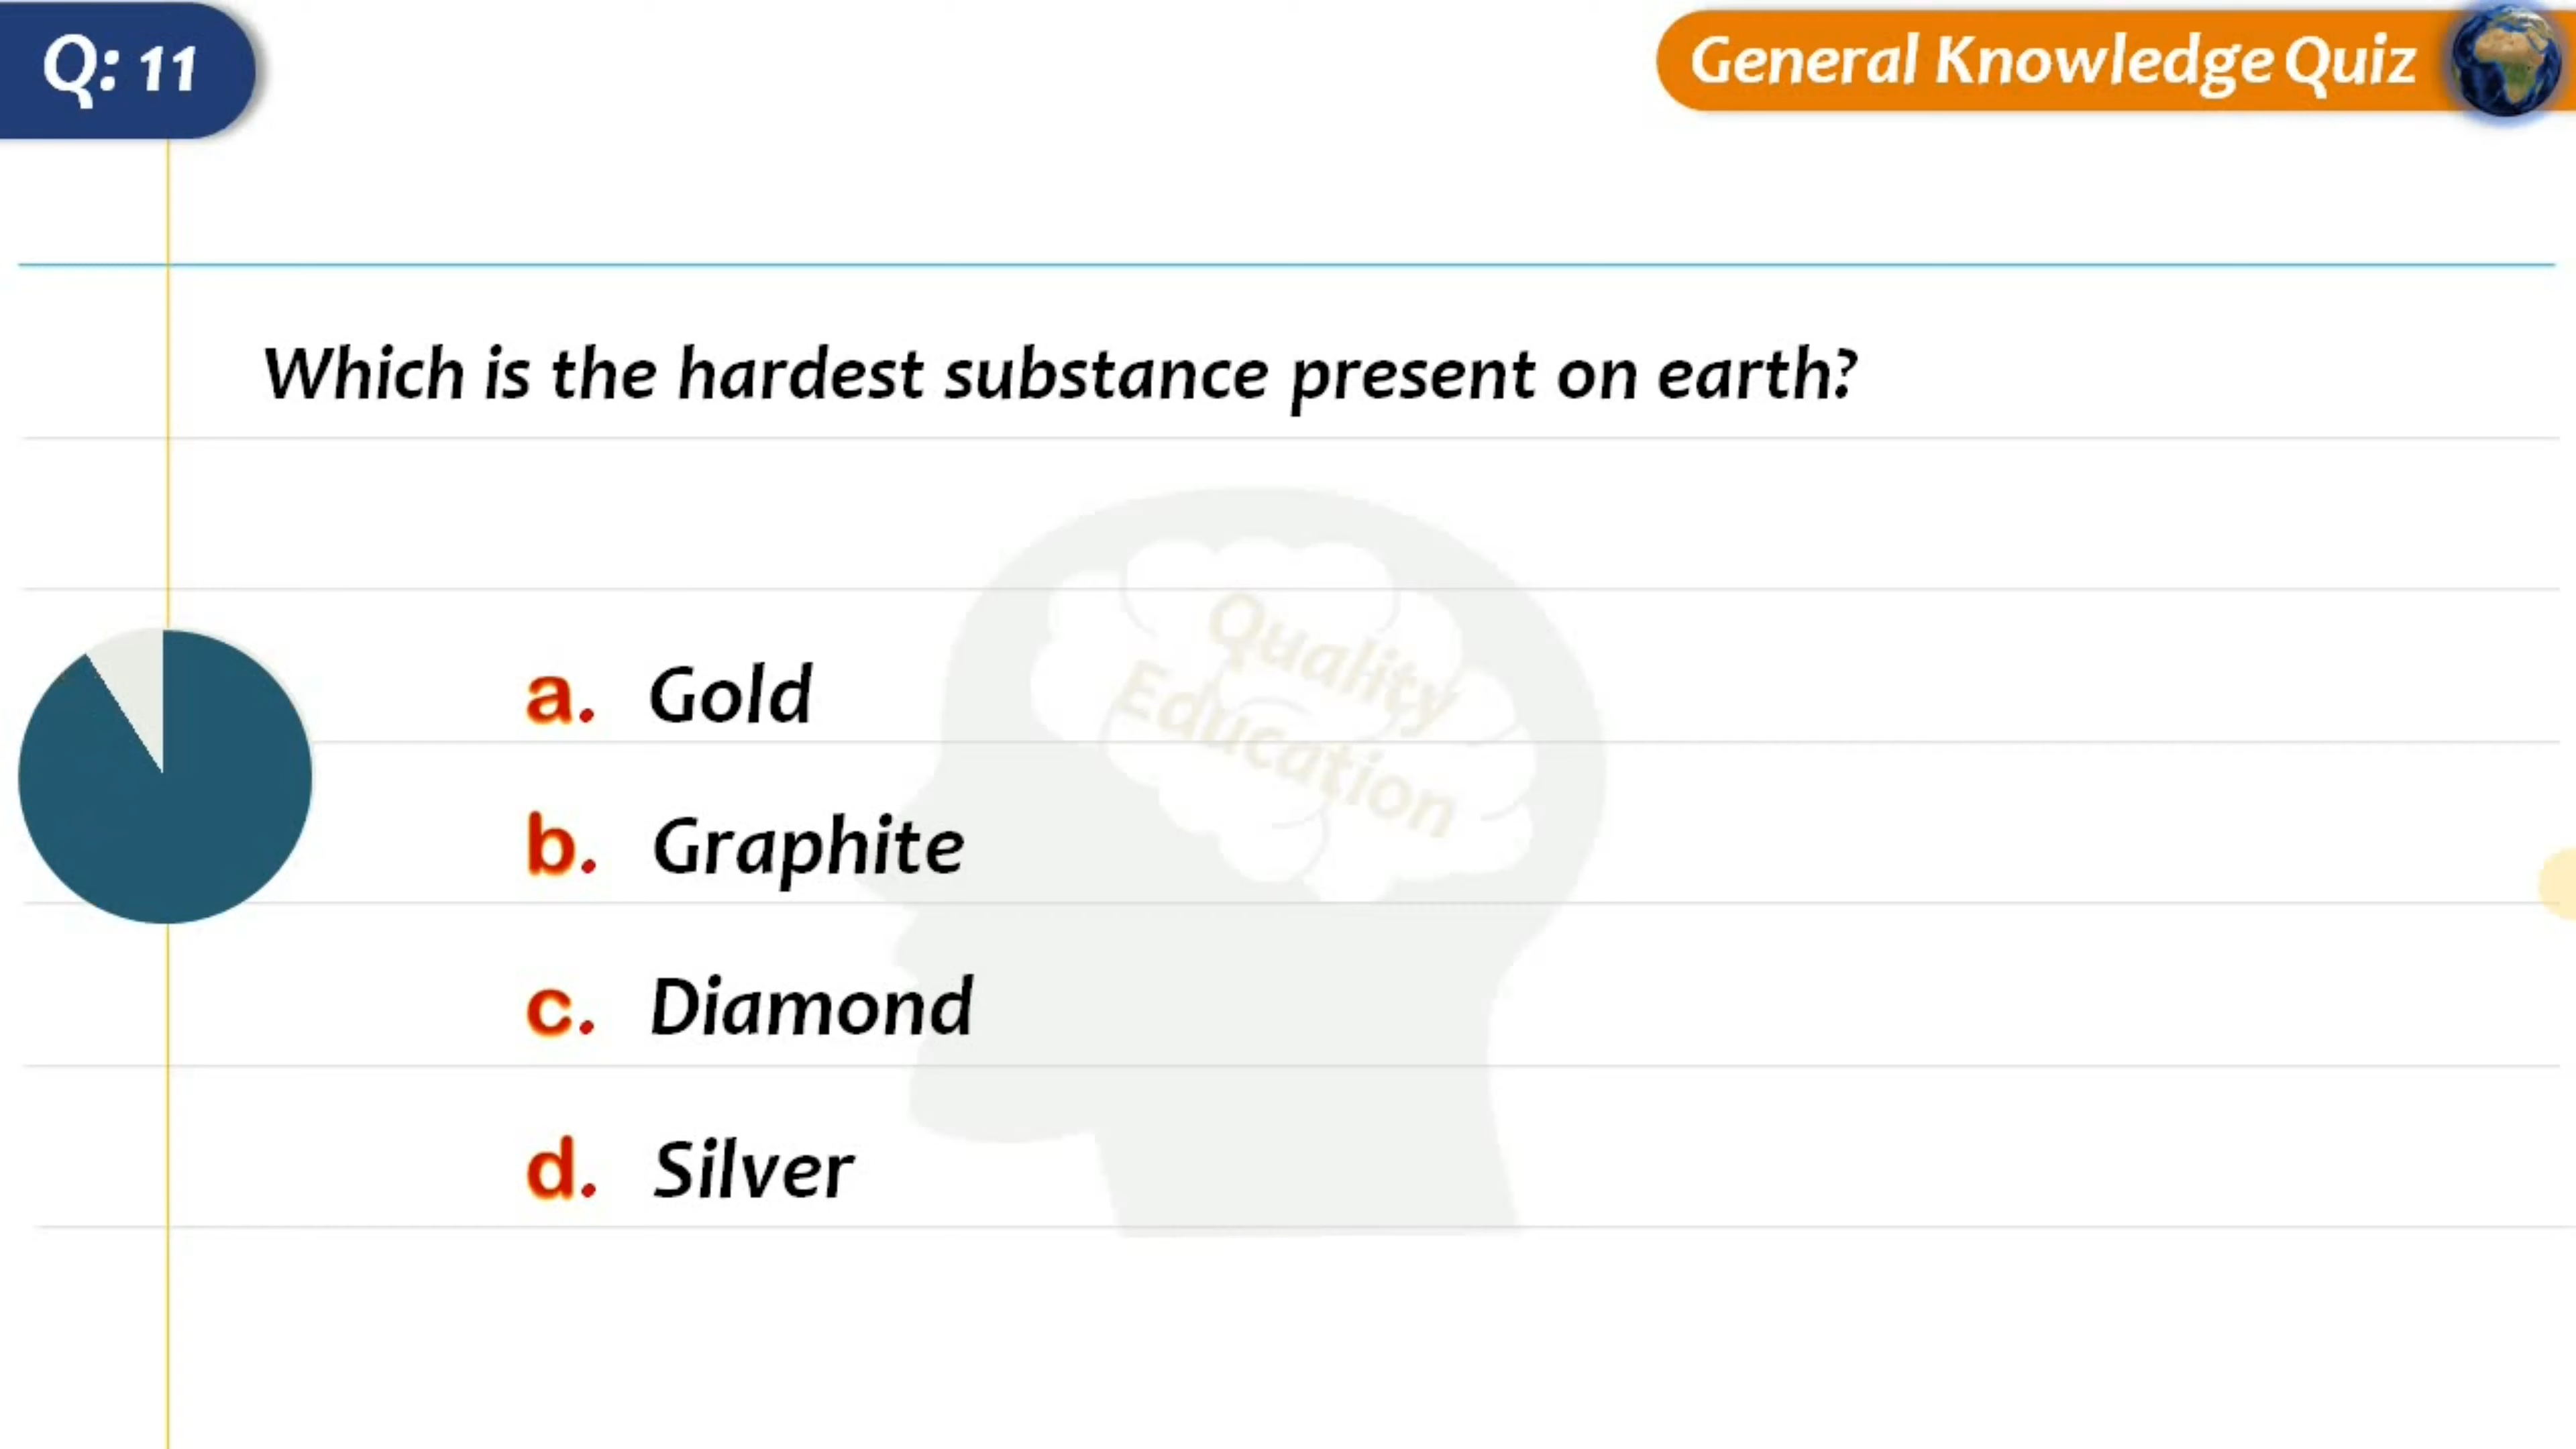 Q: 11
General Knowledge Quiz
Which is the hardest substance present on earth?
Quality
Education
a. Gold
b. Graphite
c. Diamond
d. Silver